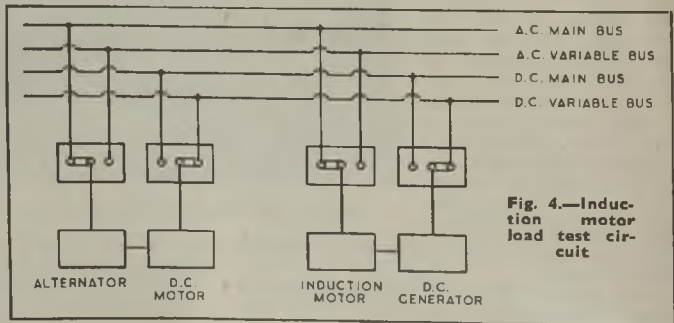 A.C. MAIN BUS
A.C. VARIABLE BUS
D.C. MAIN BUS
D.C. VARIABLE BUS
Fig. 4.—Induc-
tion motor
load test cir-
cuit
ALTERNATOR
D.C.
MOTOR
INDUCTION
MOTOR
D.C.
GENERATOR